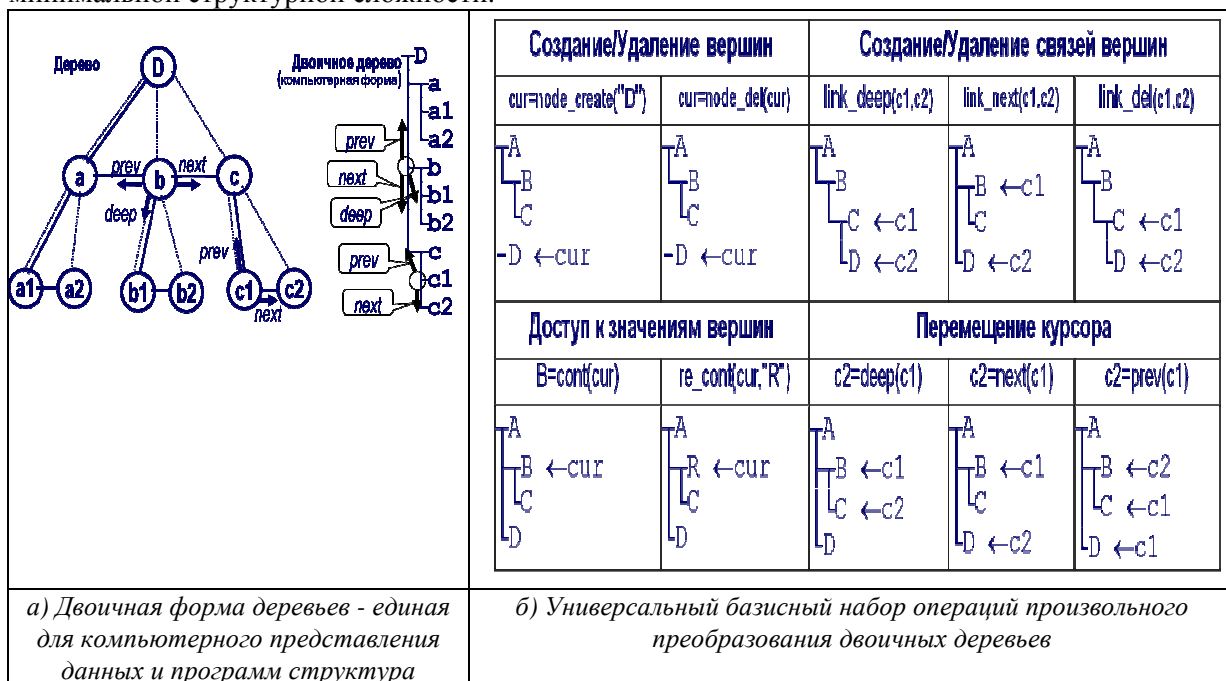 минимальной структурной сложности.
Дерево
D
a
prev
b
next
c
deep
prev
a1
a2
b1
b2
c1
c2
next
Двоичное дерево
(компьютерная форма)
D
a
a1
a2
prev
b
next
b1
deep
b2
c
prev
c1
next
c2
Создание/Удаление вершин
Создание/Удаление связей вершин
cur=node_create("D")
cur=node_del(cur)
link_deep(c1,c2)
link_next(c1,c2)
link_del(c1,c2)
A
B
C
D ←cur
A
B
C
D ←cur
A
B
C ←c1
D ←c2
A
B ←c1
C
D ←c2
A
B
C ←c1
D ←c2
Доступ к значениям вершин
Перемещение курсора
B=cont(cur)
re_cont(cur,"R")
c2=deep(c1)
c2=next(c1)
c2=prev(c1)
A
B ←cur
C
D
A
R ←cur
C
D
A
B ←c1
C ←c2
D
A
B ←c1
C
D ←c2
A
B ←c2
C ←c1
D ←c1
а) Двоичная форма деревьев - единая
для компьютерного представления
данных и программ структура
б) Универсальный базисный набор операций произвольного
преобразования двоичных деревьев